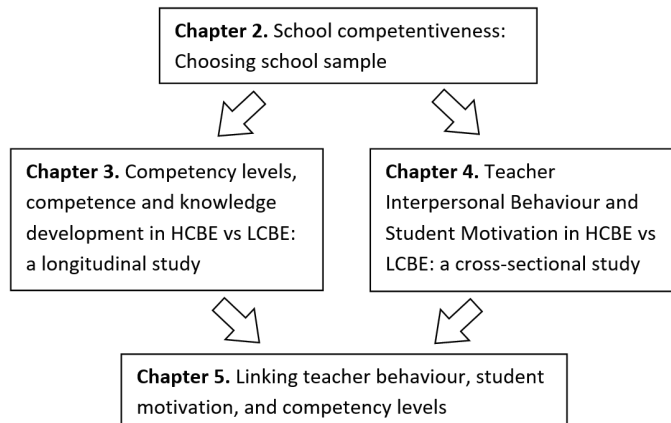 Chapter 2. School competentiveness:
Choosing school sample
Chapter 3. Competency levels,
competence and knowledge
development in HCBE vs LCBE:
a longitudinal study
Chapter 4. Teacher
Interpersonal Behaviour and
Student Motivation in HCBE vs
LCBE: a cross-sectional study
Chapter 5. Linking teacher behaviour, student
motivation, and competency levels